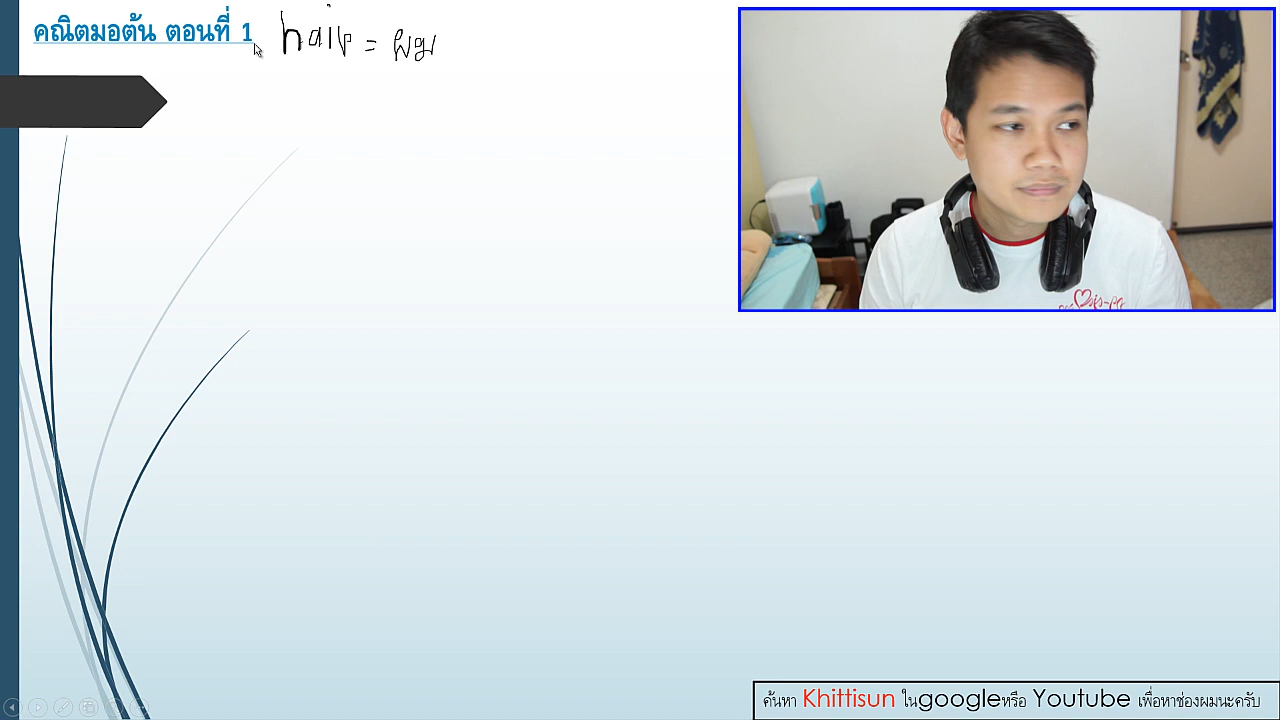 คณิตมอต้น ตอนที่ 1
hair = ผม
ค้นหา Khittisun ในgoogleหรือ Youtube เพื่อหาช่องผมนะครับ